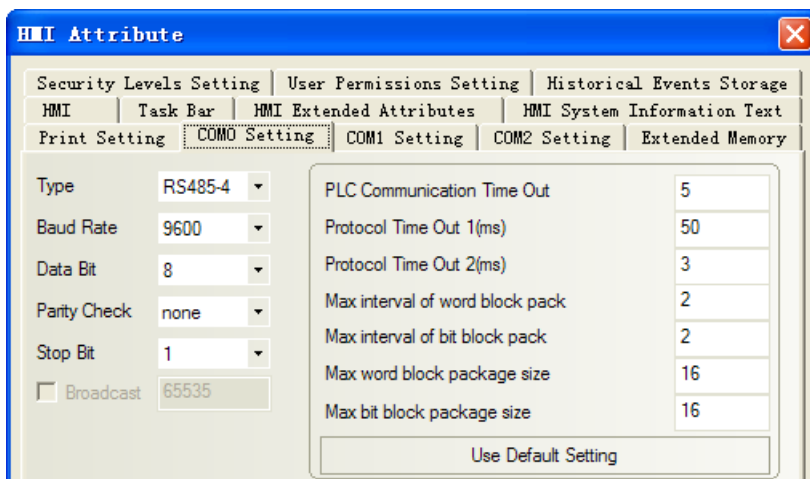 HMI Attribute
Security Levels Setting User Permissions Setting Historical Events Storage
HMI Task Bar HMI Extended Attributes HMI System Information Text
Print Setting COM0 Setting COM1 Setting COM2 Setting Extended Memory
Type RS485-4 PLC Communication Time Out 5
Baud Rate 9600 Protocol Time Out 1(ms) 50
Data Bit 8 Protocol Time Out 2(ms) 3
Parity Check none Max interval of word block pack 2
Stop Bit 1 Max interval of bit block pack 2
Broadcast 65535 Max word block package size 16
Max bit block package size 16
Use Default Setting